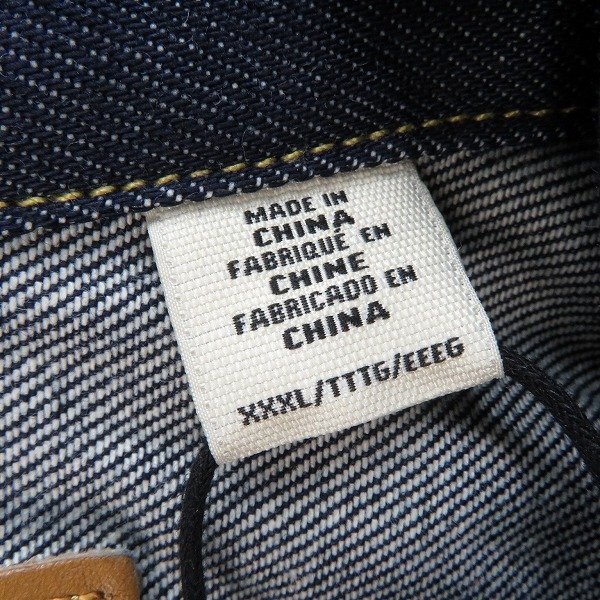 MADE IN
CHINA
FABRIQUÉ EN
CHINE
FABRICADO EN
CHINA
XXXL/TTTG/EEEG